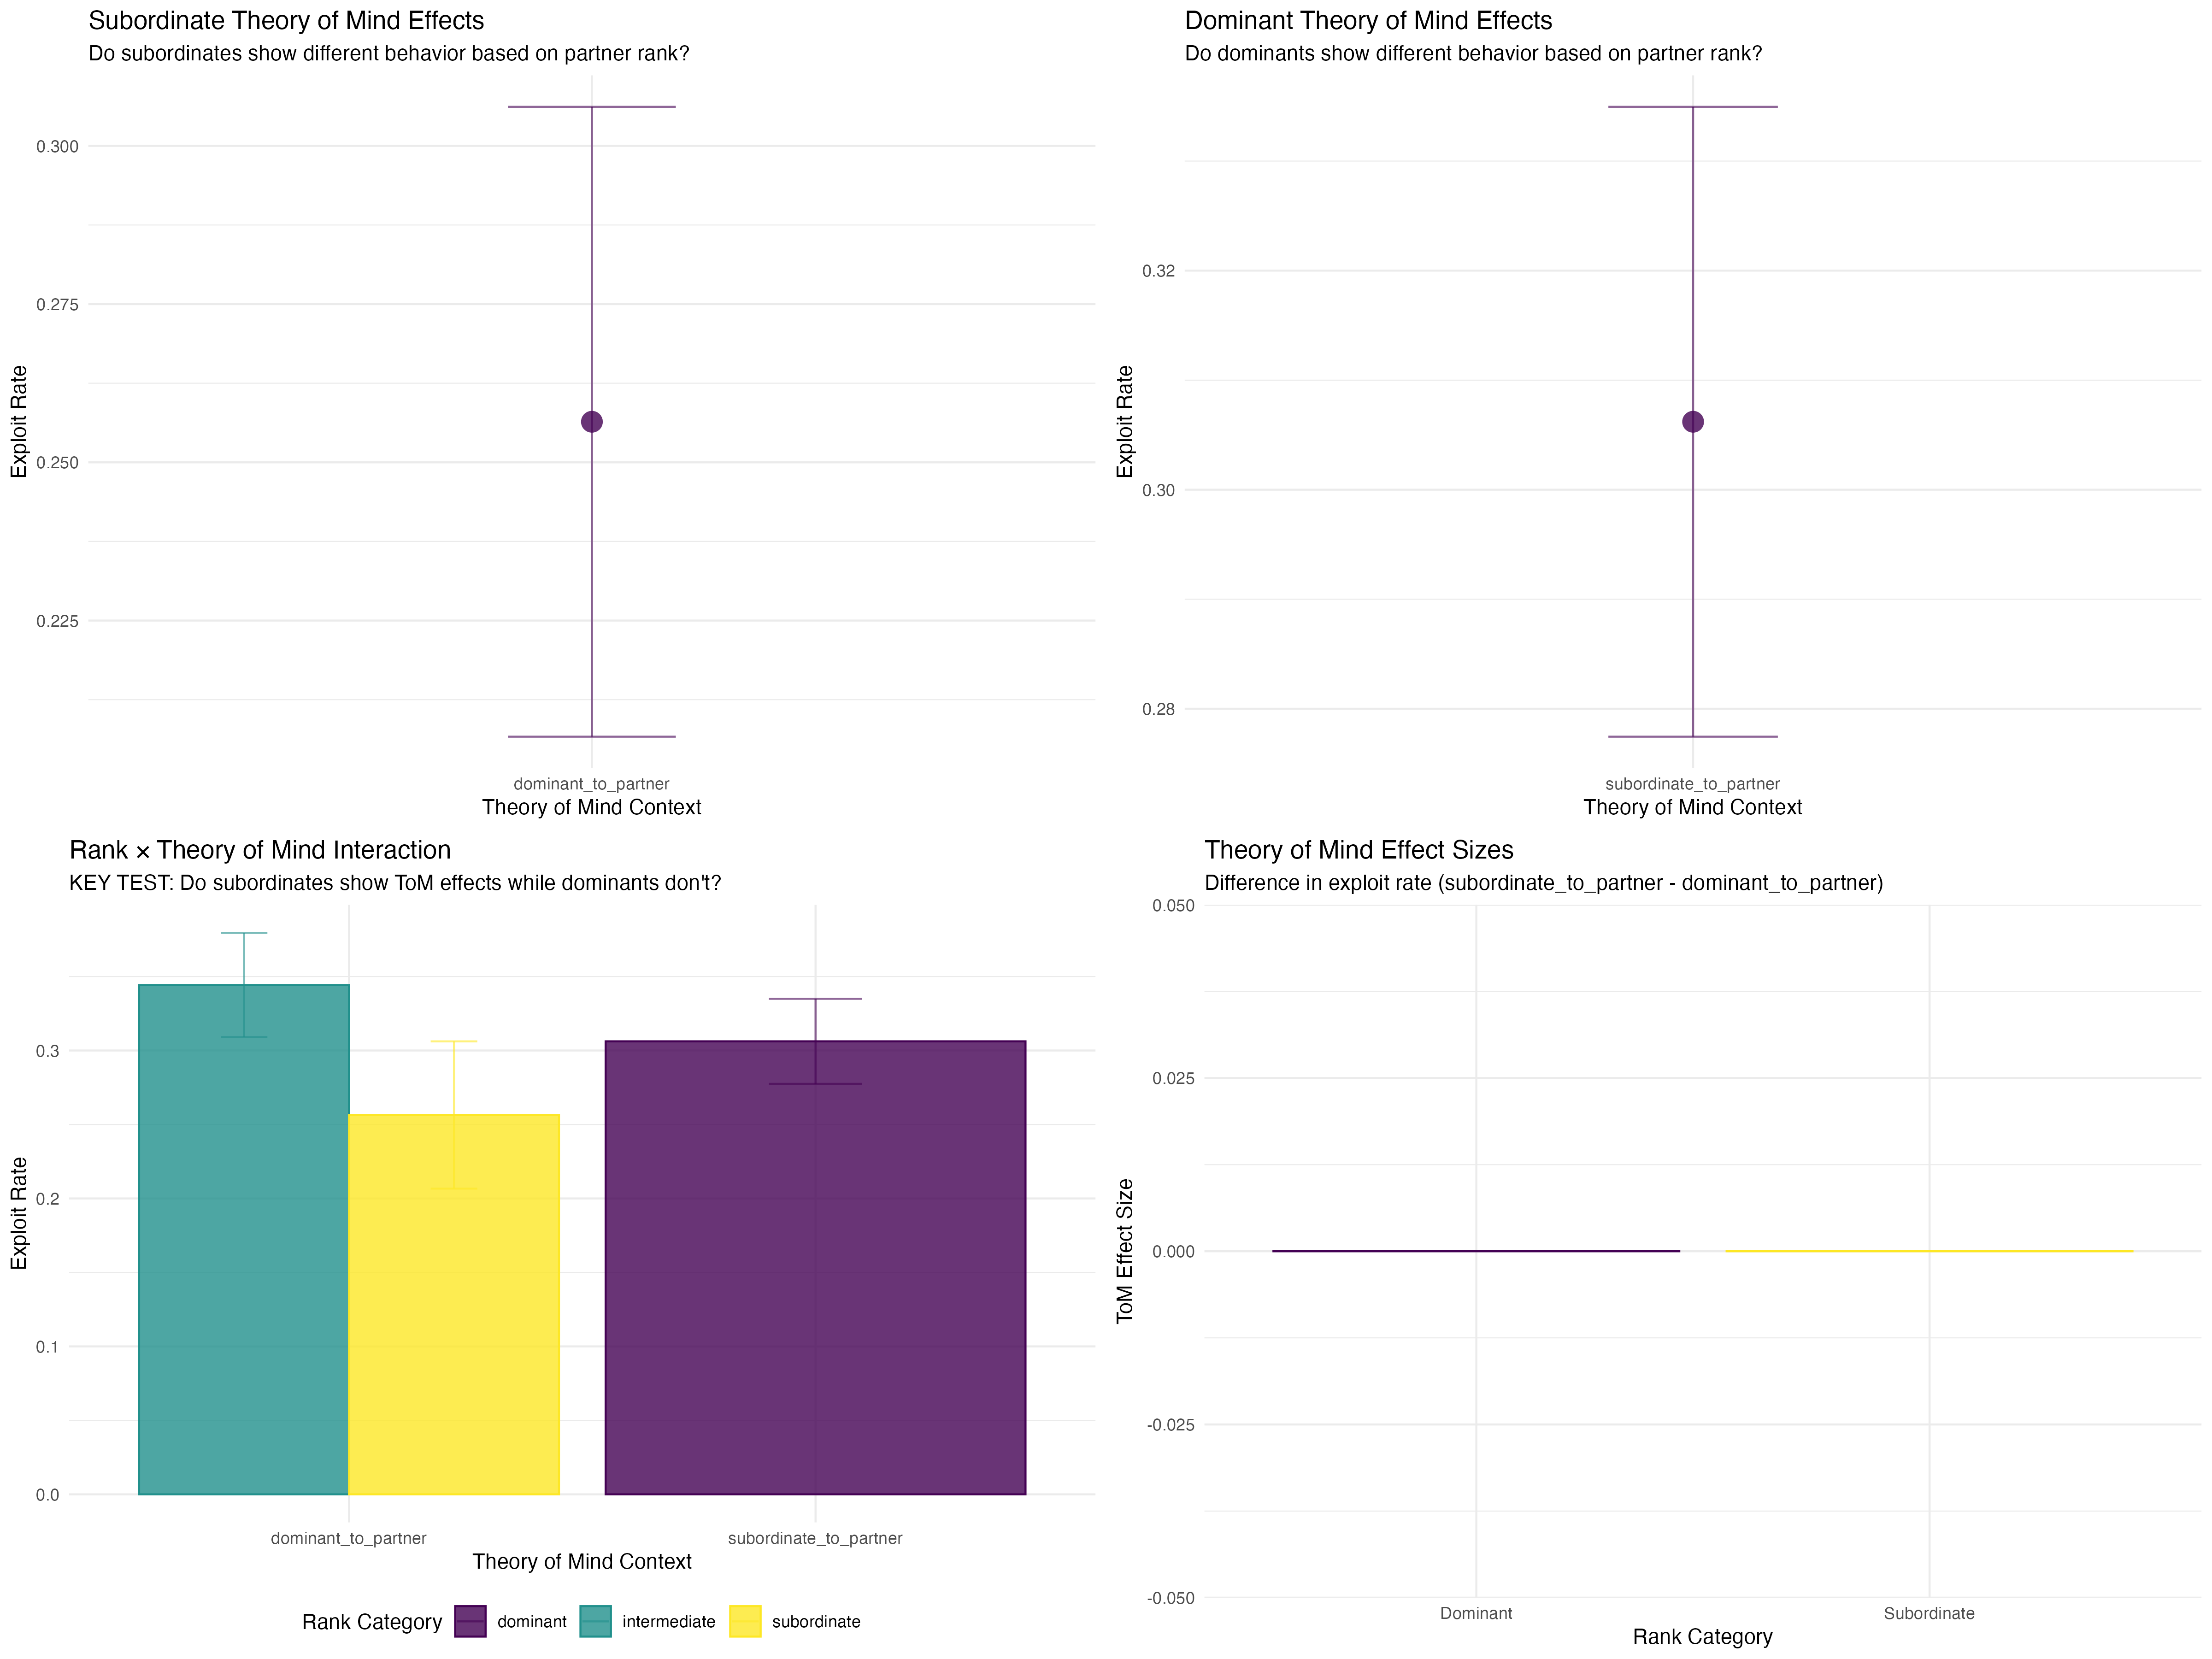 Subordinate Theory of Mind Effects
Do subordinates show different behavior based on partner rank?
Exploit Rate
0.300
0.275
0.250
0.225
dominant_to_partner
Theory of Mind Context
Dominant Theory of Mind Effects
Do dominants show different behavior based on partner rank?
Exploit Rate
0.32
0.30
0.28
subordinate_to_partner
Theory of Mind Context
Rank × Theory of Mind Interaction
KEY TEST: Do subordinates show ToM effects while dominants don't?
Exploit Rate
0.3
0.2
0.1
0.0
dominant_to_partner subordinate_to_partner
Theory of Mind Context
Rank Category dominant intermediate subordinate
Theory of Mind Effect Sizes
Difference in exploit rate (subordinate_to_partner - dominant_to_partner)
ToM Effect Size
0.050
0.025
0.000
-0.025
-0.050
Dominant Subordinate
Rank Category